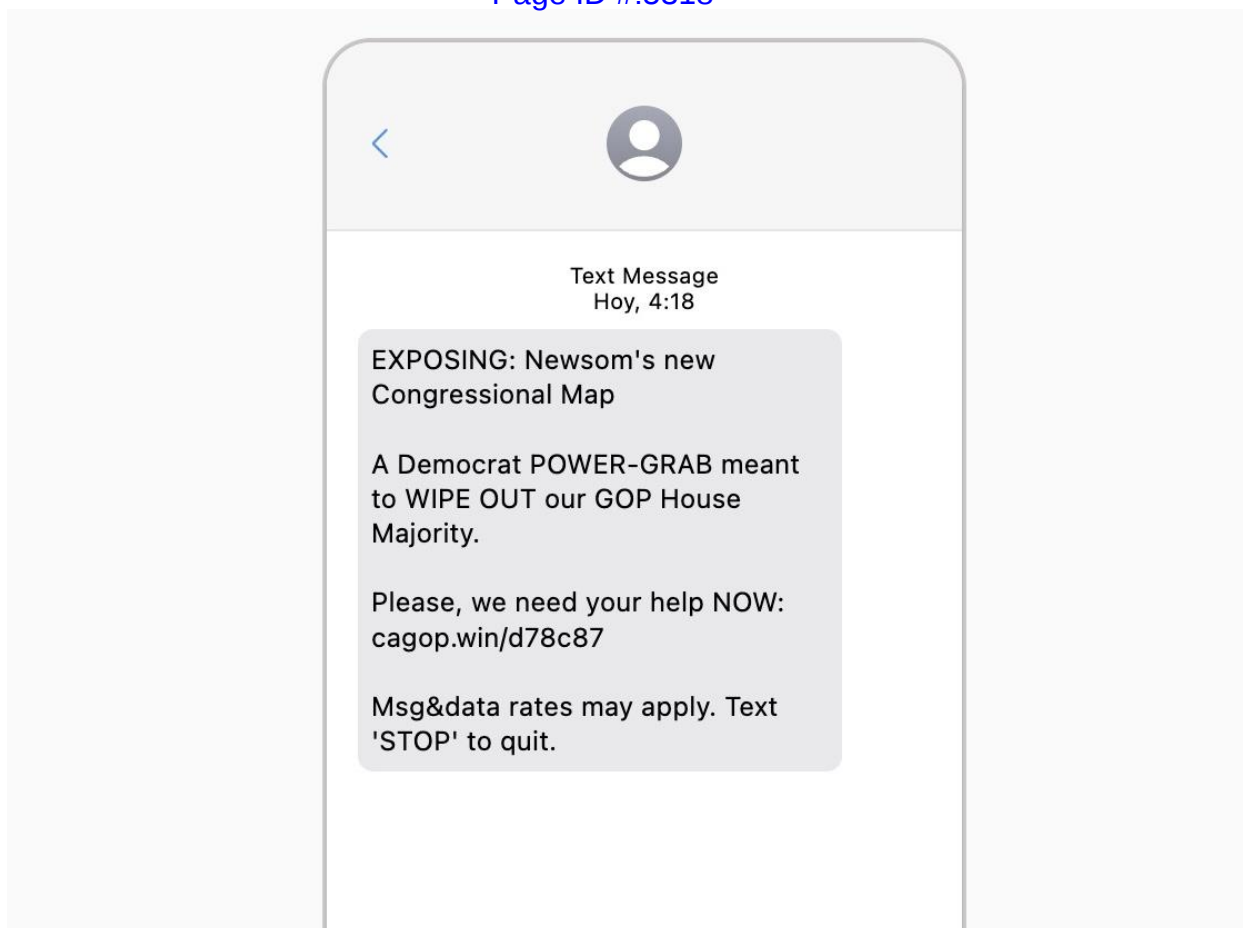 Text Message
Hoy, 4:18
EXPOSING: Newsom's new
Congressional Map
A Democrat POWER-GRAB meant
to WIPE OUT our GOP House
Majority.
Please, we need your help NOW:
cagop.win/d78c87
Msg&data rates may apply. Text
'STOP' to quit.